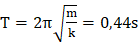 T = 2π√(m/k) = 0,44s